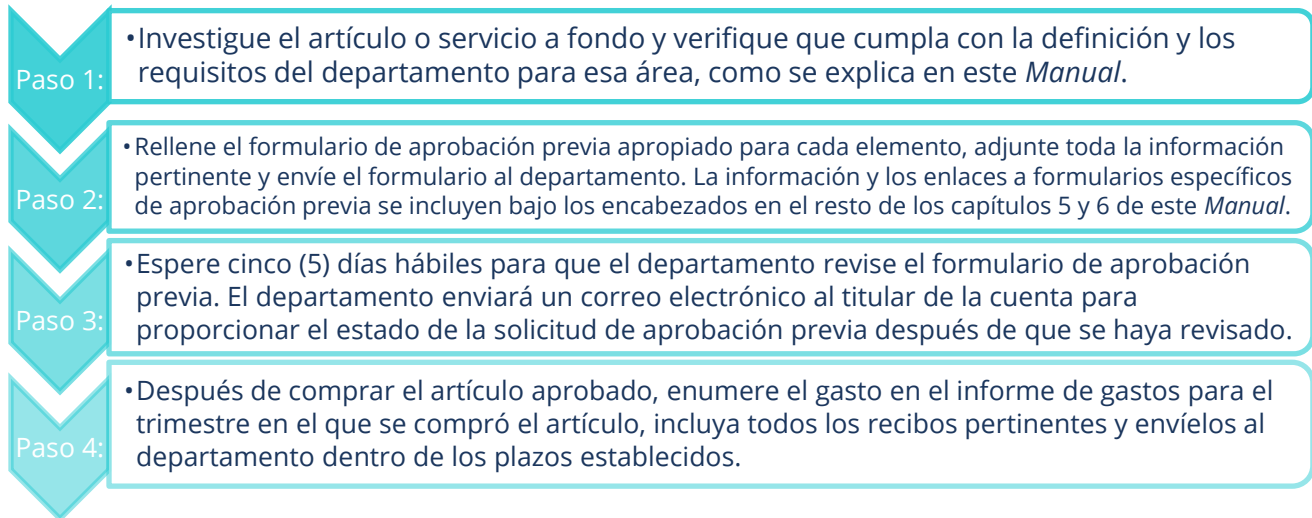 Paso 1:
•Investigue el artículo o servicio a fondo y verifique que cumpla con la definición y los
requisitos del departamento para esa área, como se explica en este Manual.
Paso 2:
•Rellene el formulario de aprobación previa apropiado para cada elemento, adjunte toda la información
pertinente y envíe el formulario al departamento. La información y los enlaces a formularios específicos
de aprobación previa se incluyen bajo los encabezados en el resto de los capítulos 5 y 6 de este Manual.
Paso 3:
•Espere cinco (5) días hábiles para que el departamento revise el formulario de aprobación
previa. El departamento enviará un correo electrónico al titular de la cuenta para
proporcionar el estado de la solicitud de aprobación previa después de que se haya revisado.
Paso 4:
•Después de comprar el artículo aprobado, enumere el gasto en el informe de gastos para el
trimestre en el que se compró el artículo, incluya todos los recibos pertinentes y envíelos al
departamento dentro de los plazos establecidos.